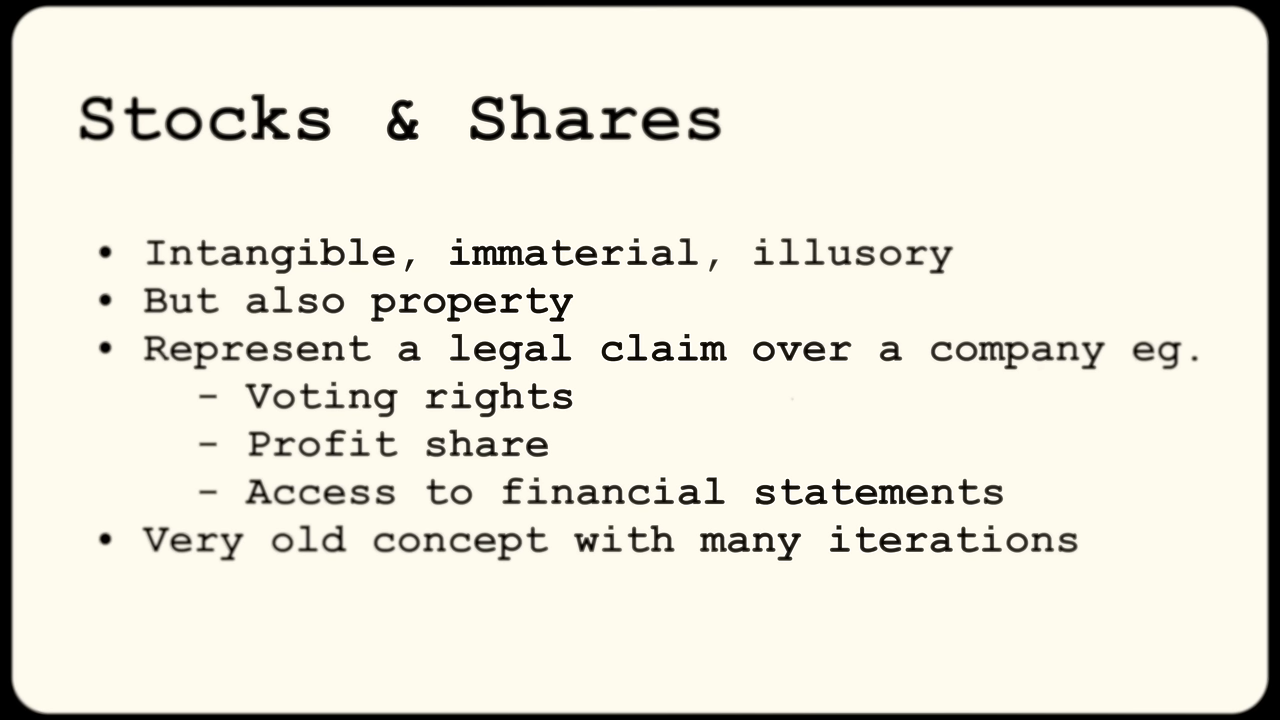 Stocks & Shares
• Intangible, immaterial, illusory
• But also property
• Represent a legal claim over a company eg.
- Voting rights
- Profit share
- Access to financial statements
• Very old concept with many iterations